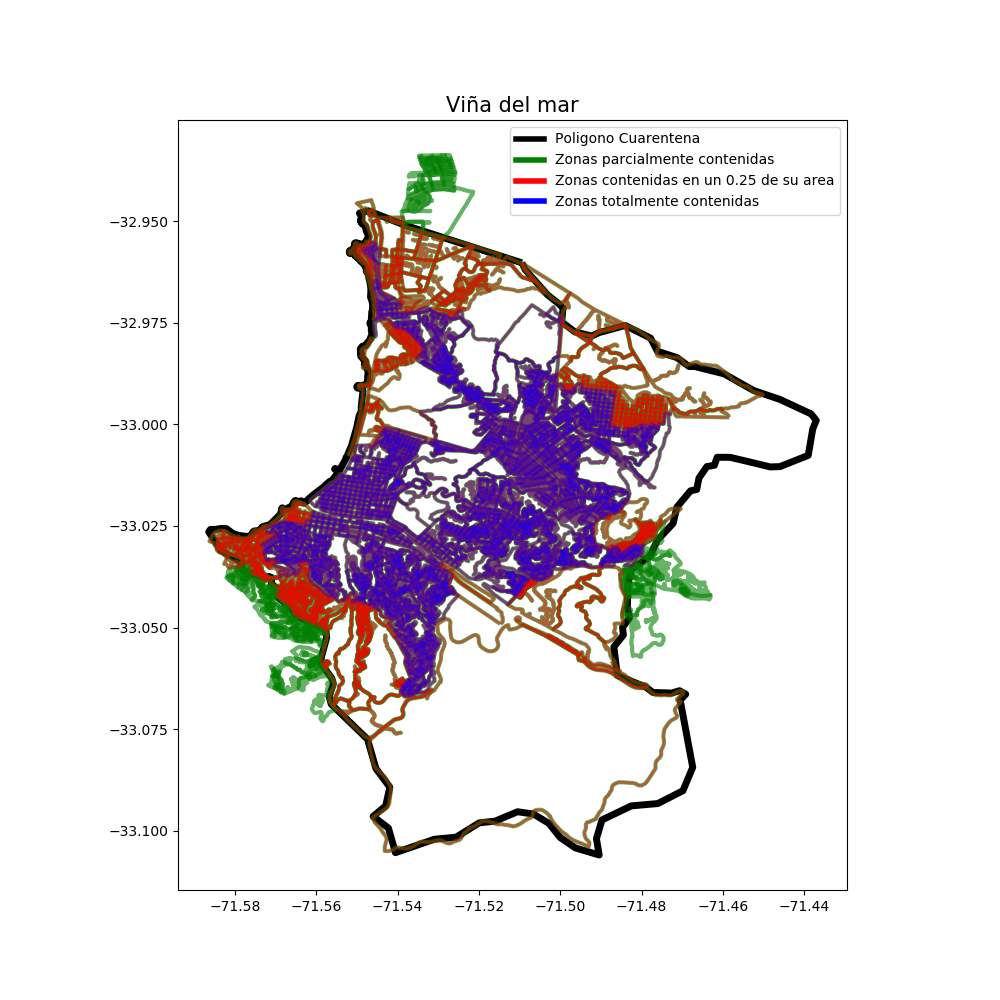 Viña del mar
Poligono Cuarentena
Zonas parcialmente contenidas
Zonas contenidas en un 0.25 de su area
Zonas totalmente contenidas
−32.950
−32.975
−33.000
−33.025
−33.050
−33.075
−33.100
−71.58 −71.56 −71.54 −71.52 −71.50 −71.48 −71.46 −71.44